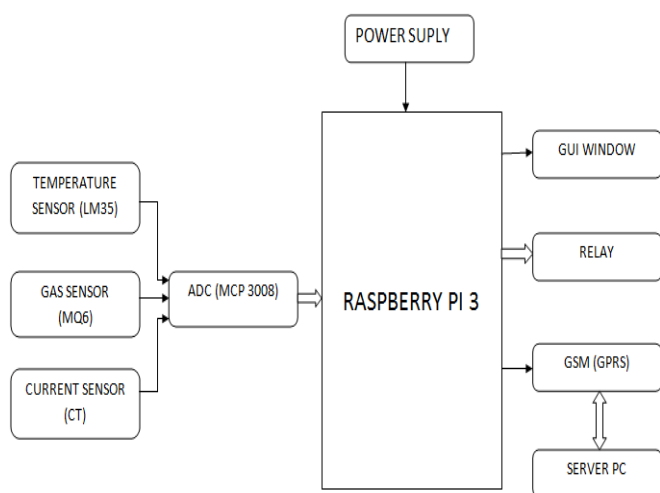 POWER SUPLY
TEMPERATURE
SENSOR (LM35)
GAS SENSOR
(MQ6)
CURRENT SENSOR
(CT)
ADC (MCP 3008)
RASPBERRY PI 3
GUI WINDOW
RELAY
GSM (GPRS)
SERVER PC